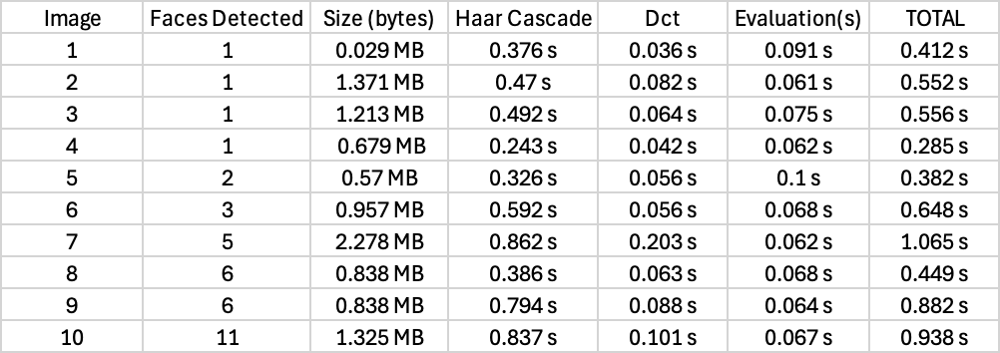 Image Faces Detected Size (bytes) Haar Cascade Dct Evaluation(s) TOTAL
1 1 0.029 MB 0.376 s 0.036 s 0.091 s 0.412 s
2 1 1.371 MB 0.47 s 0.082 s 0.061 s 0.552 s
3 1 1.213 MB 0.492 s 0.064 s 0.075 s 0.556 s
4 1 0.679 MB 0.243 s 0.042 s 0.062 s 0.285 s
5 2 0.57 MB 0.326 s 0.056 s 0.1 s 0.382 s
6 3 0.957 MB 0.592 s 0.056 s 0.068 s 0.648 s
7 5 2.278 MB 0.862 s 0.203 s 0.062 s 1.065 s
8 6 0.838 MB 0.386 s 0.063 s 0.068 s 0.449 s
9 6 0.838 MB 0.794 s 0.088 s 0.064 s 0.882 s
10 11 1.325 MB 0.837 s 0.101 s 0.067 s 0.938 s